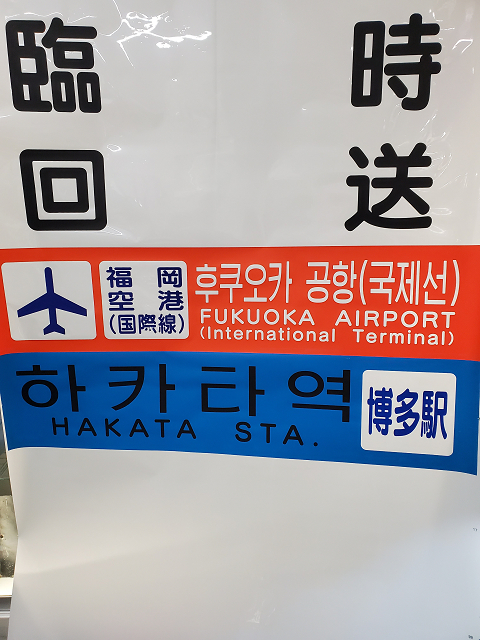 臨時
回送
福岡
空港
(国際線)
후쿠오카 공항(국제선)
FUKUOKA AIRPORT
(International Terminal)
하카타역
HAKATA STA.
博多駅